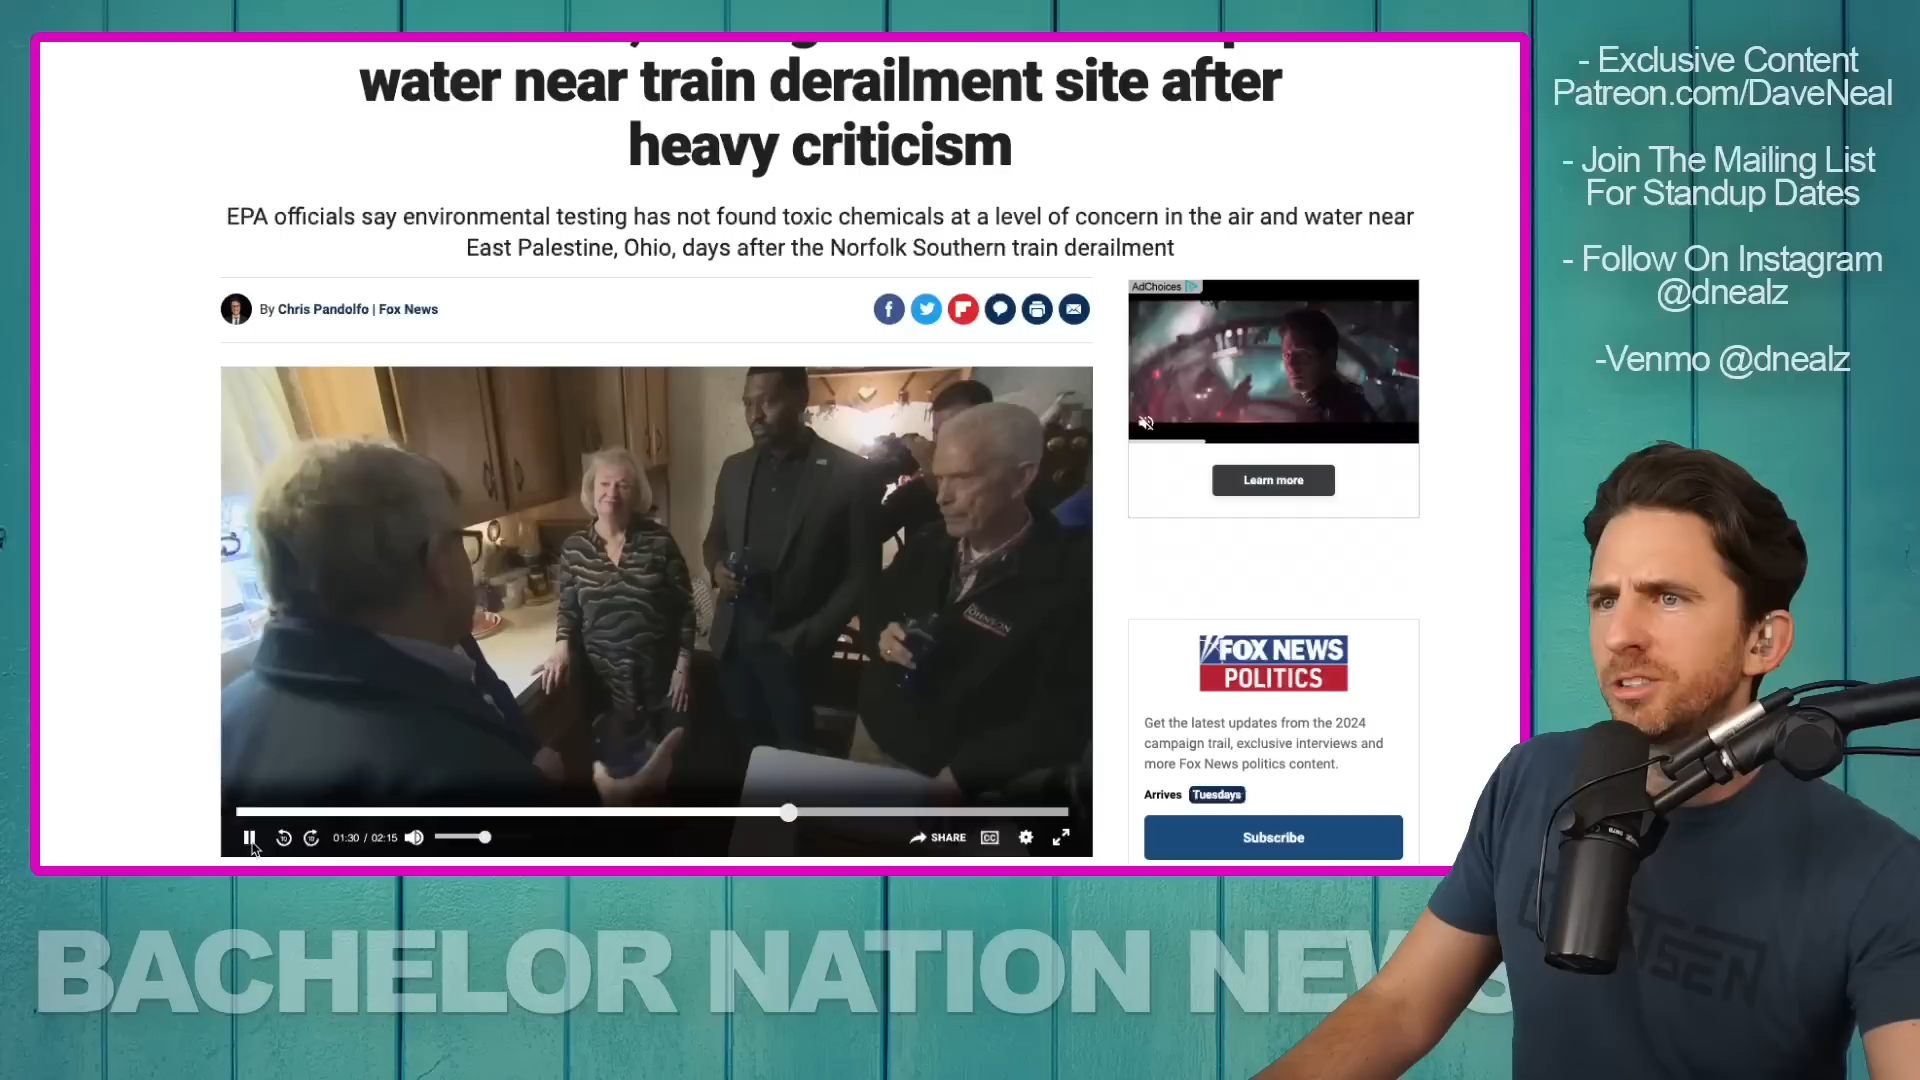 water near train derailment site after
heavy criticism
EPA officials say environmental testing has not found toxic chemicals at a level of concern in the air and water near
East Palestine, Ohio, days after the Norfolk Southern train derailment
By Chris Pandolfo | Fox News
AdChoices
Learn more
JOHNSON
01:30 / 02:15
SHARE
CC
FOX NEWS
POLITICS
Get the latest updates from the 2024
campaign trail, exclusive interviews and
more Fox News politics content.
Arrives Tuesdays
Subscribe
- Exclusive Content
Patreon.com/DaveNeal
- Join The Mailing List
For Standup Dates
- Follow On Instagram
@dnealz
-Venmo @dnealz
BACHELOR NATION NEWS